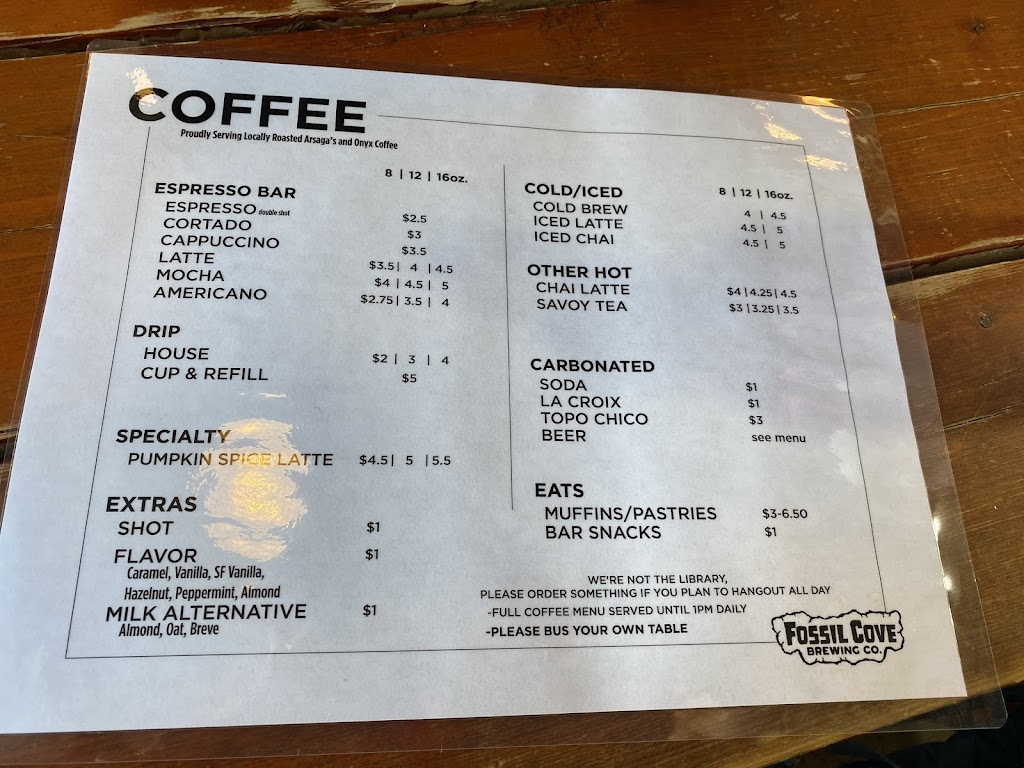 COFFEE
Proudly Serving Locally Roasted Arsaga's and Onyx Coffee
8 | 12 | 16oz.
ESPRESSO BAR
ESPRESSO double shot $2.5
CORTADO $3
CAPPUCCINO $3.5
LATTE $3.5 | 4 | 4.5
MOCHA $4 | 4.5 | 5
AMERICANO $2.75 | 3.5 | 4
DRIP
HOUSE $2 | 3 | 4
CUP & REFILL $5
SPECIALTY
PUMPKIN SPICE LATTE $4.5 | 5 | 5.5
EXTRAS
SHOT $1
FLAVOR $1
Caramel, Vanilla, SF Vanilla,
Hazelnut, Peppermint, Almond
MILK ALTERNATIVE $1
Almond, Oat, Breve
COLD/ICED 8 | 12 | 16oz.
COLD BREW 4 | 4.5
ICED LATTE 4.5 | 5
ICED CHAI 4.5 | 5
OTHER HOT
CHAI LATTE $4 | 4.25 | 4.5
SAVOY TEA $3 | 3.25 | 3.5
CARBONATED
SODA $1
LA CROIX $1
TOPO CHICO $3
BEER see menu
EATS
MUFFINS/PASTRIES $3-6.50
BAR SNACKS $1
WE'RE NOT THE LIBRARY,
PLEASE ORDER SOMETHING IF YOU PLAN TO HANGOUT ALL DAY
-FULL COFFEE MENU SERVED UNTIL 1PM DAILY
-PLEASE BUS YOUR OWN TABLE
FOSSIL COVE
BREWING CO.